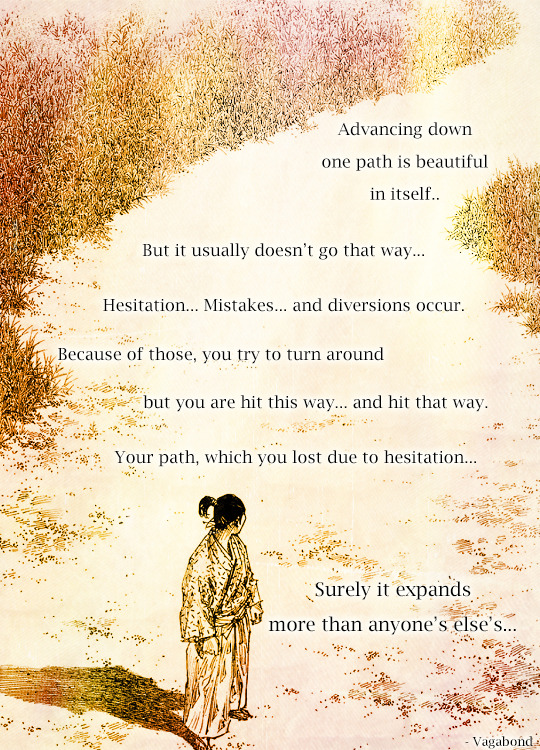 Advancing down
one path is beautiful
in itself..
But it usually doesn't go that way...
Hesitation... Mistakes... and diversions occur.
Because of those, you try to turn around
but you are hit this way... and hit that way.
Your path, which you lost due to hesitation...
Surely it expands
more than anyone's else's...
- Vagabond -